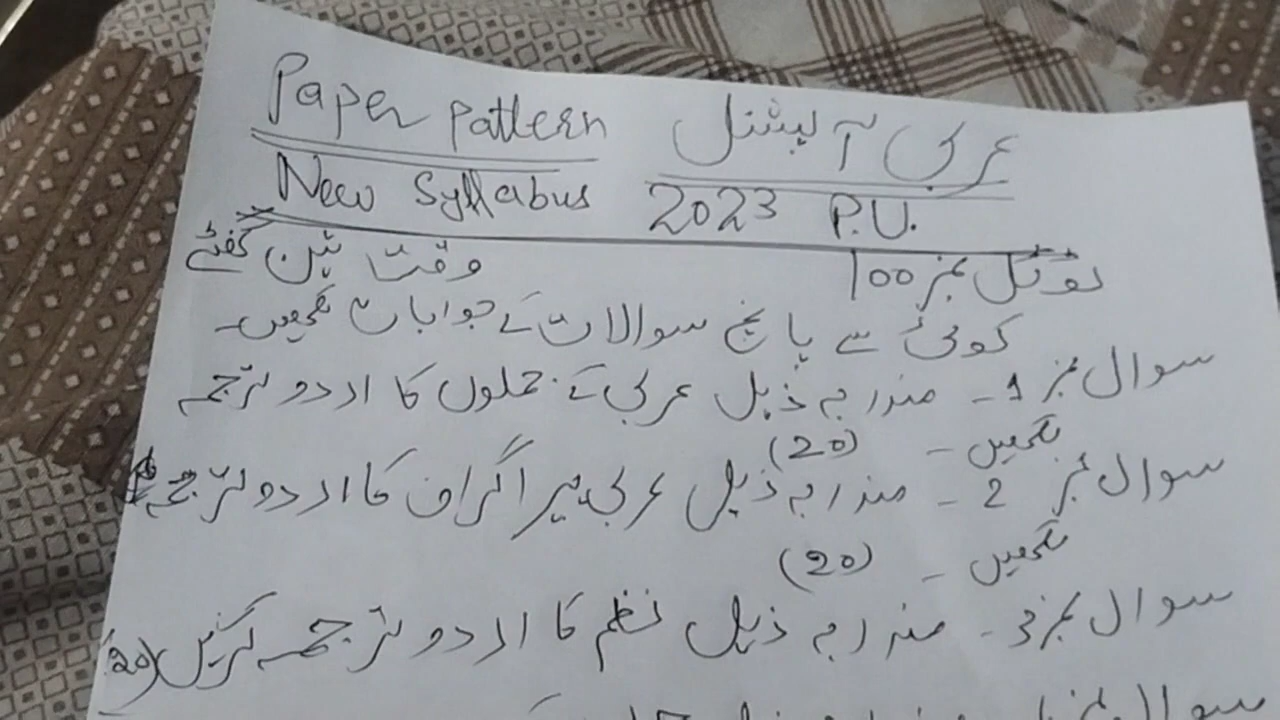 Paper pattern عربی آپشنل
New Syllabus 2023 P.U.
ٹوٹل نمبر 100 وقت تین گھنٹے
کوئی سے پانچ سوالات کے جوابات لکھیں۔
سوال نمبر 1 - مندرجہ ذیل عربی کے جملوں کا اردو ترجمہ
لکھیں - (20)
سوال نمبر 2 - مندرجہ ذیل عربی پیراگراف کا اردو ترجمہ
لکھیں - (20)
سوال نمبر 3 - مندرجہ ذیل نظم کا اردو ترجمہ کریں (20)